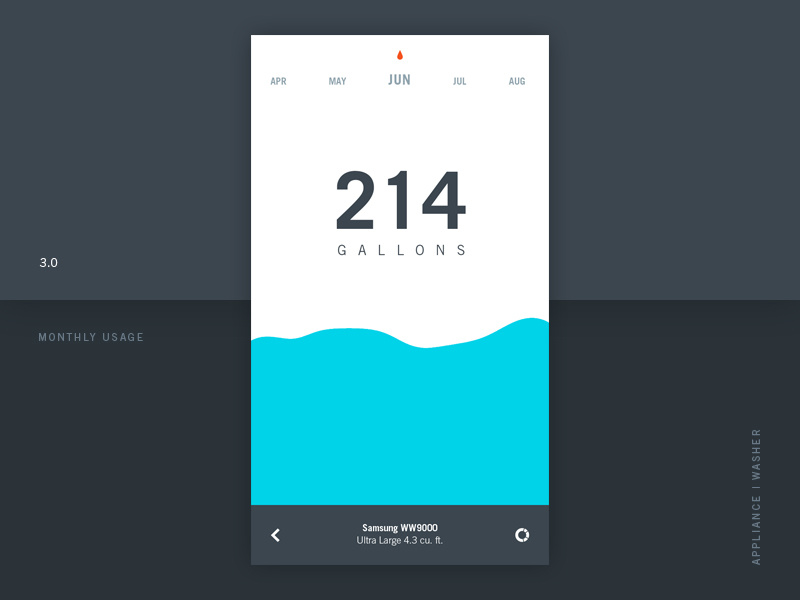 APR MAY JUN JUL AUG
214
GALLONS
3.0
MONTHLY USAGE
Samsung WW9000
Ultra Large 4.3 cu. ft.
APPLIANCE | WASHER